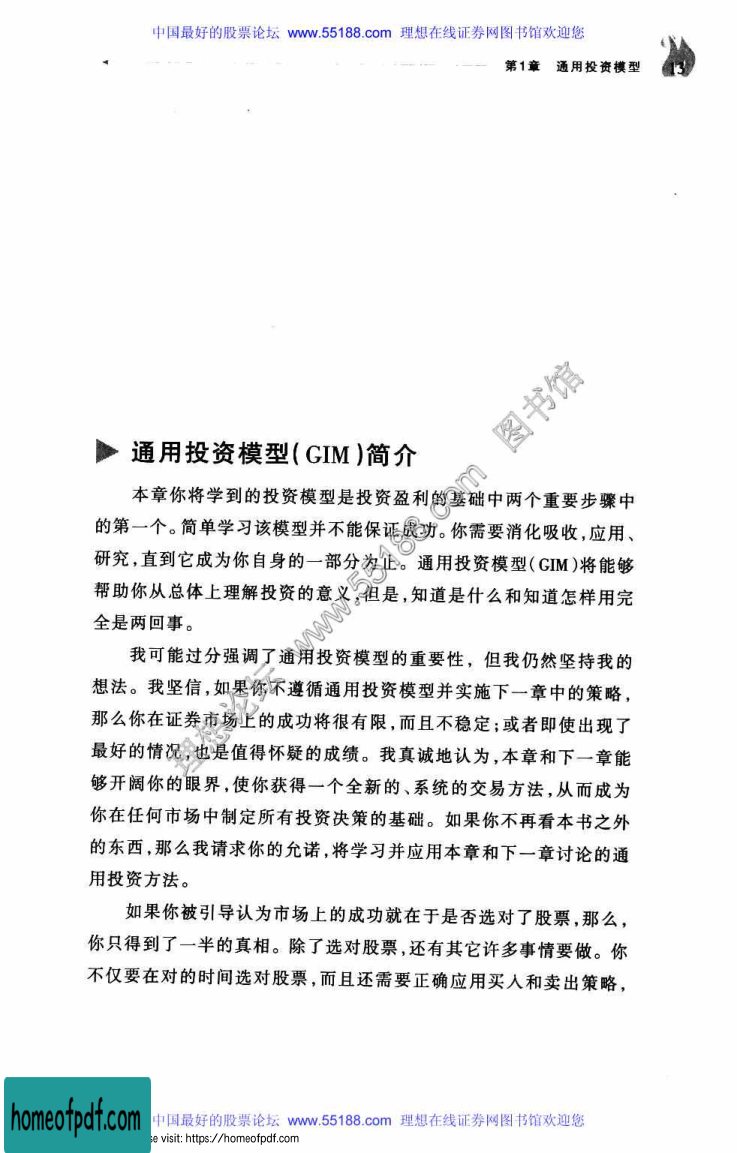 中国最好的股票论坛 www.55188.com 理想在线证券网图书馆欢迎您
第1章 通用投资模型 13
通用投资模型(GIM)简介
本章你将学到的投资模型是投资盈利的基础中两个重要步骤中
的第一个。简单学习该模型并不能保证成功。你需要消化吸收,应用、
研究,直到它成为你自身的一部分为止。通用投资模型(GIM)将能够
帮助你从总体上理解投资的意义,但是,知道是什么和知道怎样用完
全是两回事。
我可能过分强调了通用投资模型的重要性，但我仍然坚持我的
想法。我坚信,如果你不遵循通用投资模型并实施下一章中的策略，
那么你在证券市场上的成功将很有限,而且不稳定;或者即使出现了
最好的情况,也是值得怀疑的成绩。我真诚地认为,本章和下一章能
够开阔你的眼界,使你获得一个全新的、系统的交易方法,从而成为
你在任何市场中制定所有投资决策的基础。如果你不再看本书之外
的东西,那么我请求你的允诺,将学习并应用本章和下一章讨论的通
用投资方法。
如果你被引导认为市场上的成功就在于是否选对了股票,那么，
你只得到了一半的真相。除了选对股票,还有其它许多事情要做。你
不仅要在对的时间选对股票,而且还需要正确应用买入和卖出策略，
理想论坛 www.55188.com 图书馆
homeofpdf.com
中国最好的股票论坛 www.55188.com 理想在线证券网图书馆欢迎您
se visit: https://homeofpdf.com